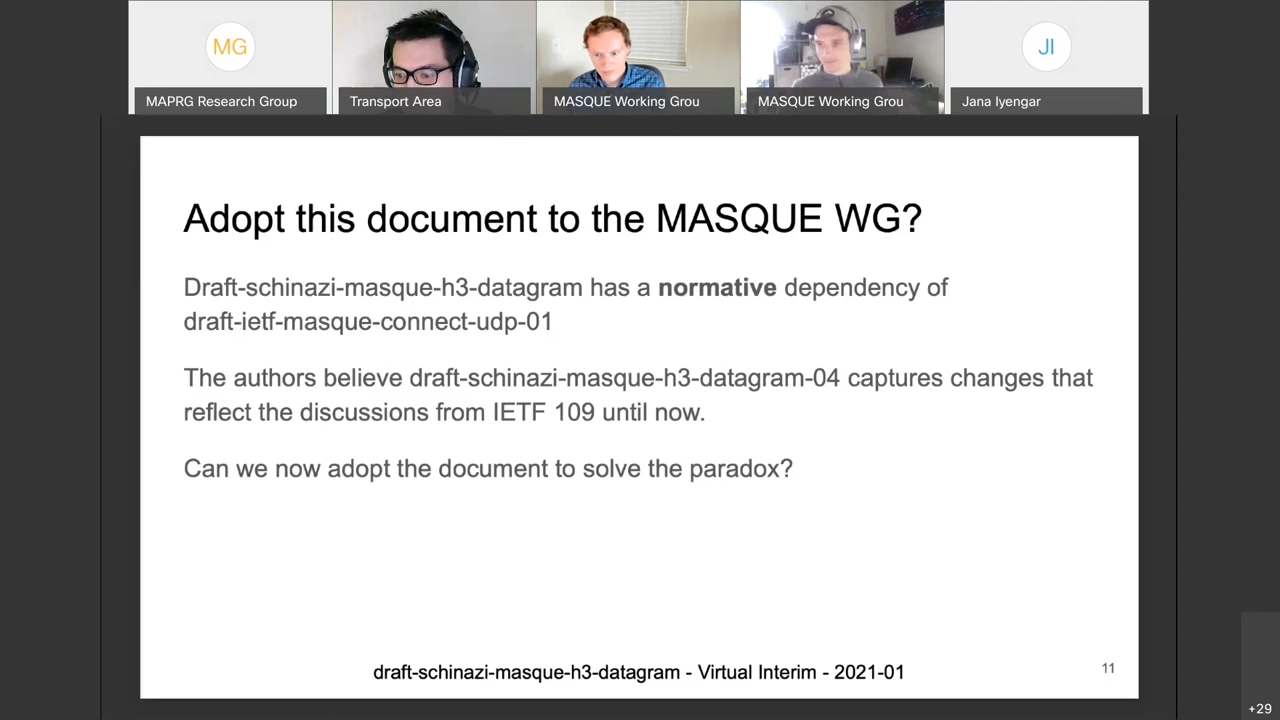 MG
JI
MAPRG Research Group
Transport Area
MASQUE Working Grou
MASQUE Working Grou
Jana Iyengar
Adopt this document to the MASQUE WG?
Draft-schinazi-masque-h3-datagram has a normative dependency of
draft-ietf-masque-connect-udp-01
The authors believe draft-schinazi-masque-h3-datagram-04 captures changes that
reflect the discussions from IETF 109 until now.
Can we now adopt the document to solve the paradox?
draft-schinazi-masque-h3-datagram - Virtual Interim - 2021-01
11
+29